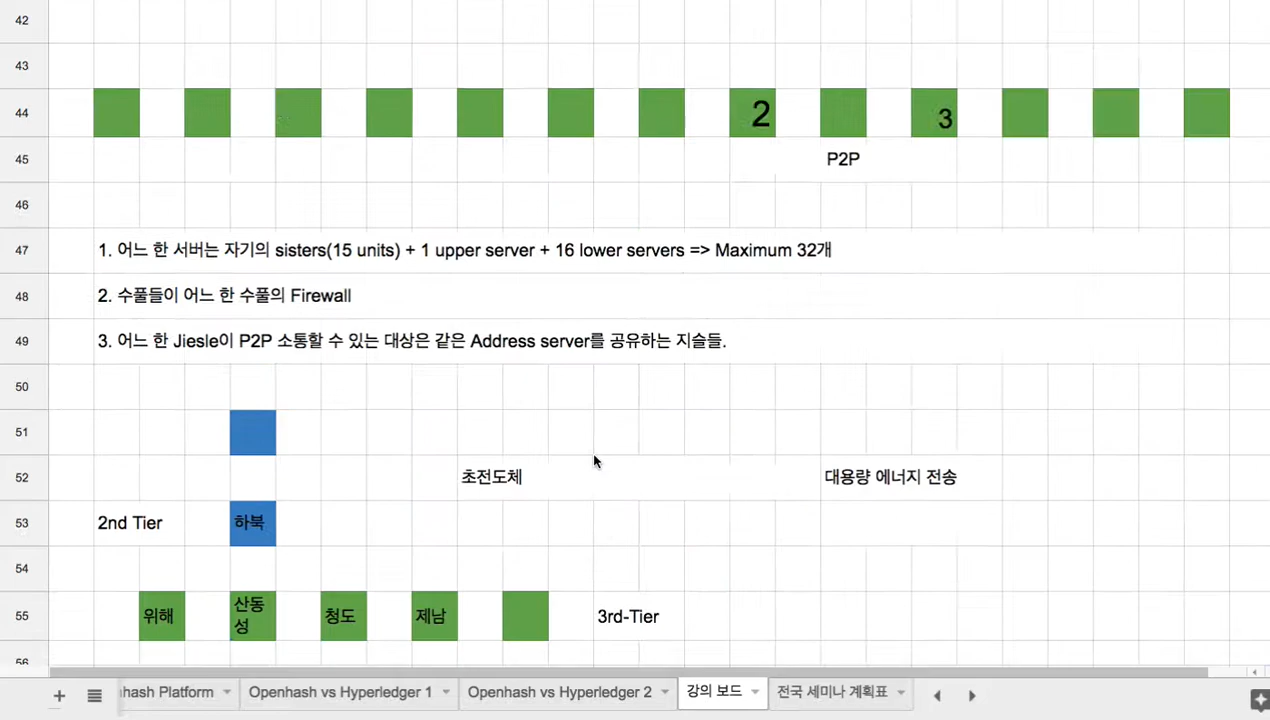 42
43
44
2
3
45
P2P
46
47
1. 어느 한 서버는 자기의 sisters(15 units) + 1 upper server + 16 lower servers => Maximum 32개
48
2. 수풀들이 어느 한 수풀의 Firewall
49
3. 어느 한 Jiesle이 P2P 소통할 수 있는 대상은 같은 Address server를 공유하는 지슬들.
50
51
52
초전도체
대용량 에너지 전송
53
2nd Tier
하북
54
55
위해
산동
성
청도
제남
3rd-Tier
56
hash Platform
Openhash vs Hyperledger 1
Openhash vs Hyperledger 2
강의 보드
전국 세미나 계획표